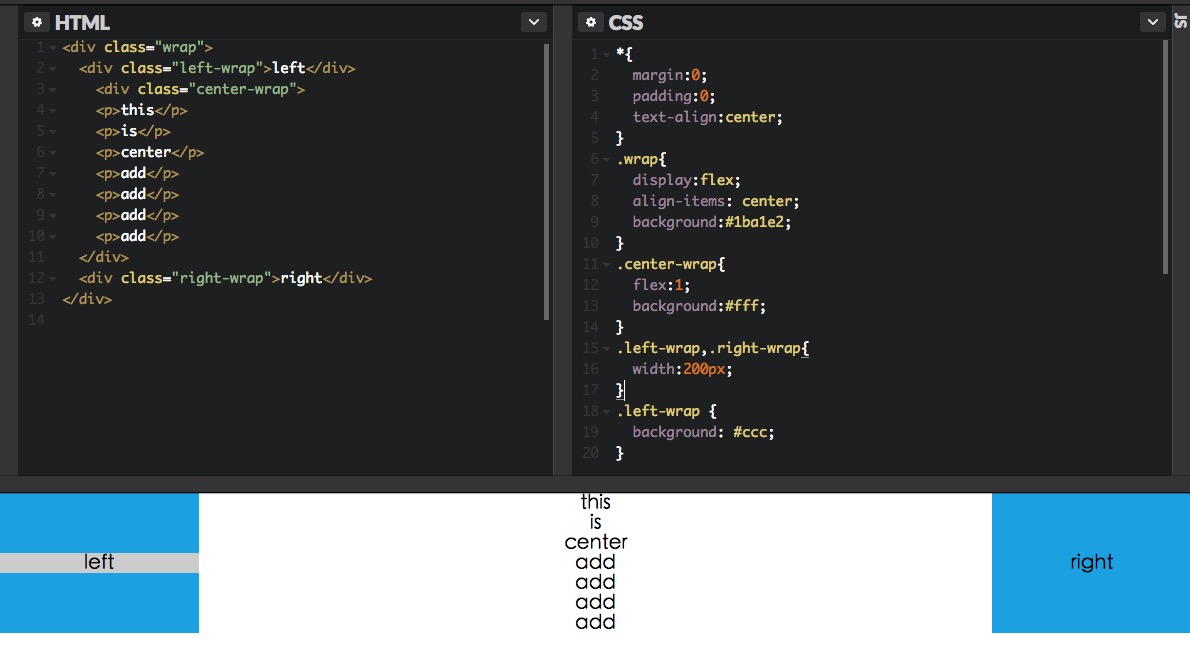 HTML
CSS
JS
1 <div class="wrap">
2 <div class="left-wrap">left</div>
3 <div class="center-wrap">
4 <p>this</p>
5 <p>is</p>
6 <p>center</p>
7 <p>add</p>
8 <p>add</p>
9 <p>add</p>
10 <p>add</p>
11 </div>
12 <div class="right-wrap">right</div>
13 </div>
14
1 *{
2 margin:0;
3 padding:0;
4 text-align:center;
5 }
6 .wrap{
7 display:flex;
8 align-items: center;
9 background:#1ba1e2;
10 }
11 .center-wrap{
12 flex:1;
13 background:#fff;
14 }
15 .left-wrap,.right-wrap{
16 width:200px;
17 }
18 .left-wrap {
19 background: #ccc;
20 }
left
this
is
center
add
add
add
add
right